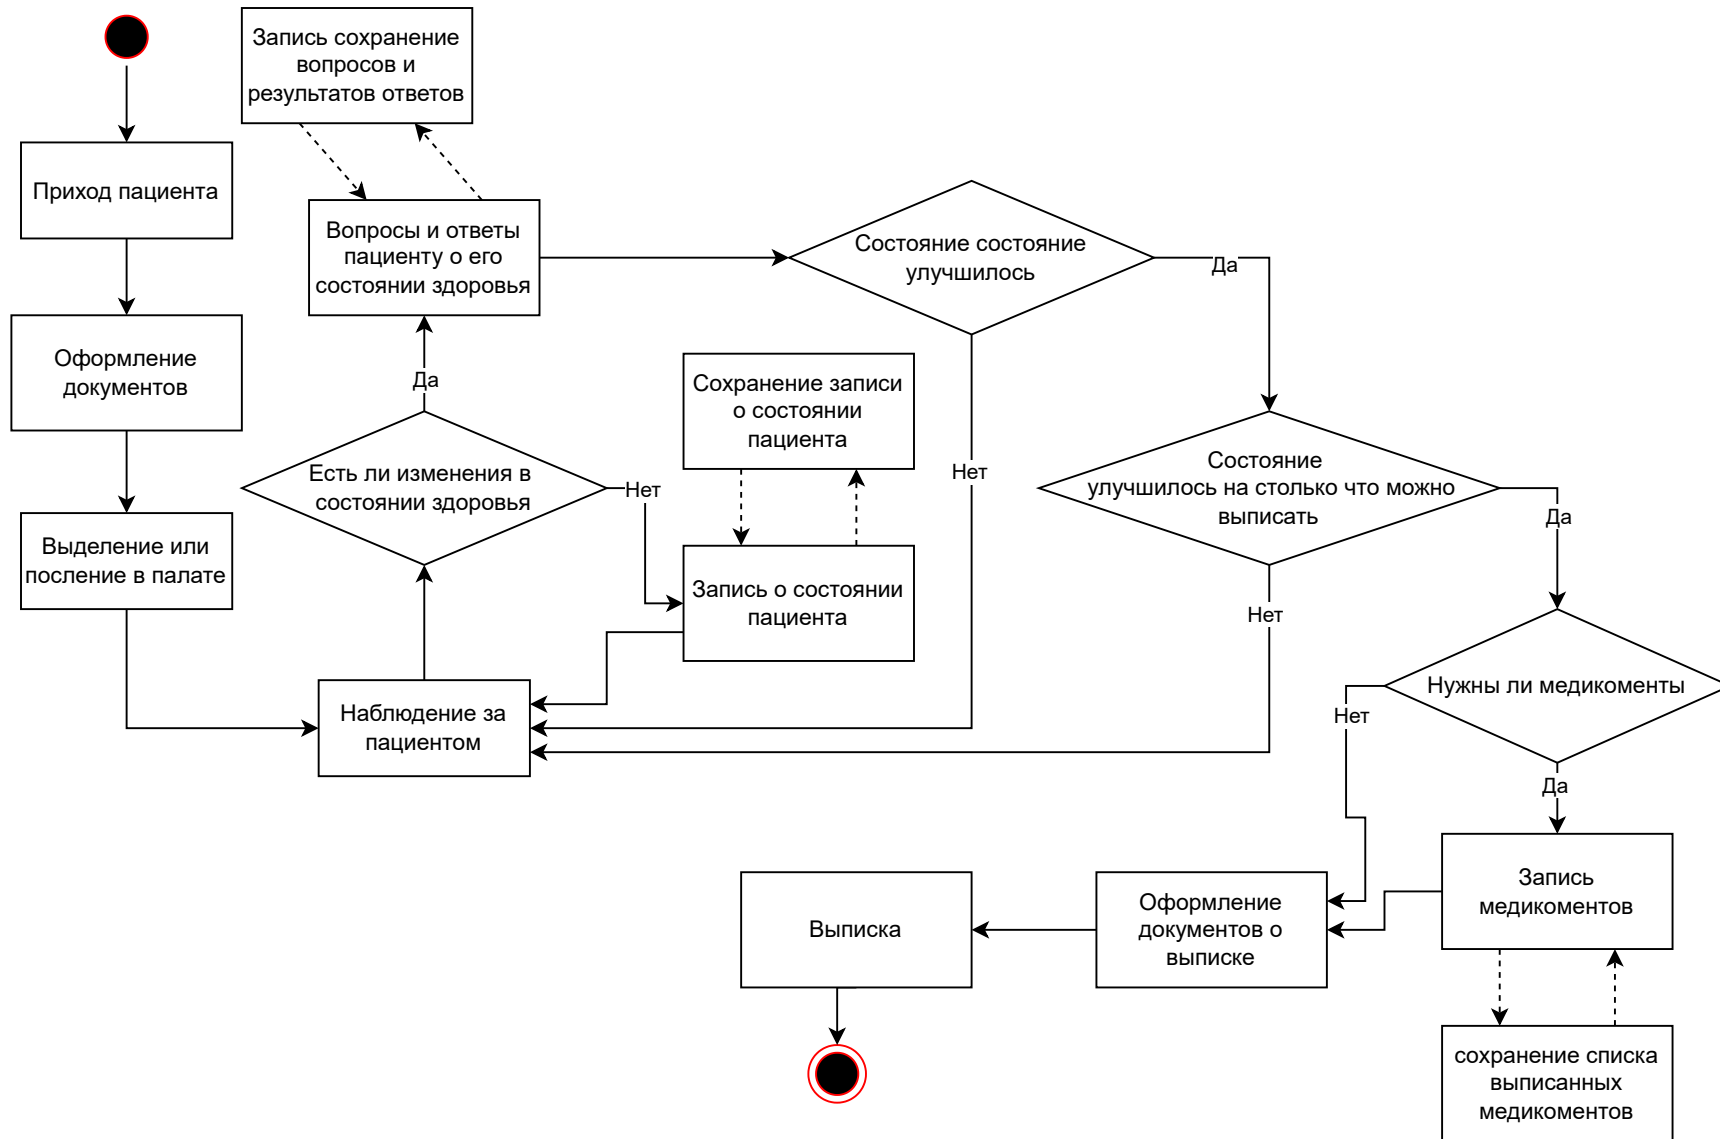 Запись сохранение
вопросов и
результатов ответов
Приход пациента
Вопросы и ответы
пациенту о его
состоянии здоровья
Состояние состояние
улучшилось
Да
Оформление
документов
Да
Сохранение записи
о состоянии
пациента
Есть ли изменения в
состоянии здоровья
Нет
Нет
Состояние
улучшилось на столько что можно
выписать
Да
Выделение или
посление в палате
Запись о состоянии
пациента
Нет
Наблюдение за
пациентом
Нужны ли медикоменты
Нет
Да
Запись
медикоментов
Выписка
Оформление
документов о
выписке
сохранение списка
выписанных
медикоментов